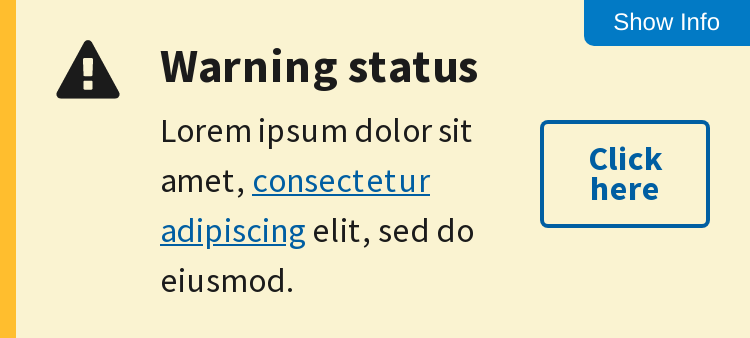 Show Info
Warning status
Lorem ipsum dolor sit
amet, consectetur
adipiscing elit, sed do
eiusmod.
Click
here